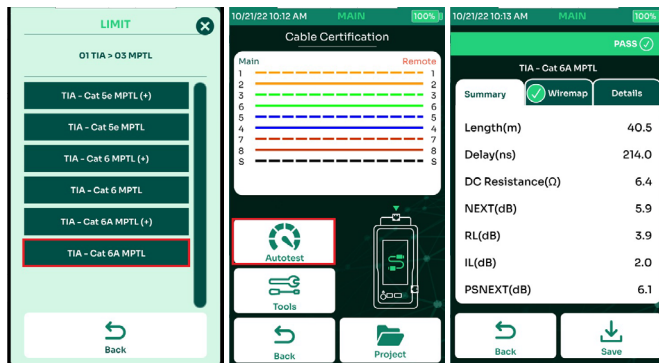 LIMIT
01 TIA > 03 MPTL
TIA - Cat 5e MPTL (+)
TIA - Cat 5e MPTL
TIA - Cat 6 MPTL (+)
TIA - Cat 6 MPTL
TIA - Cat 6A MPTL (+)
TIA - Cat 6A MPTL
Back
10/21/22 10:12 AM MAIN 100%
Cable Certification
Main Remote
1 1
2 2
3 3
6 6
5 5
4 4
7 7
8 8
S S
Autotest
Tools
Back
Project
10/21/22 10:13 AM MAIN 100%
PASS
TIA - Cat 6A MPTL
Summary Wiremap Details
Length(m) 40.5
Delay(ns) 214.0
DC Resistance(Ω) 6.4
NEXT(dB) 5.9
RL(dB) 3.9
IL(dB) 2.0
PSNEXT(dB) 6.1
Back
Save